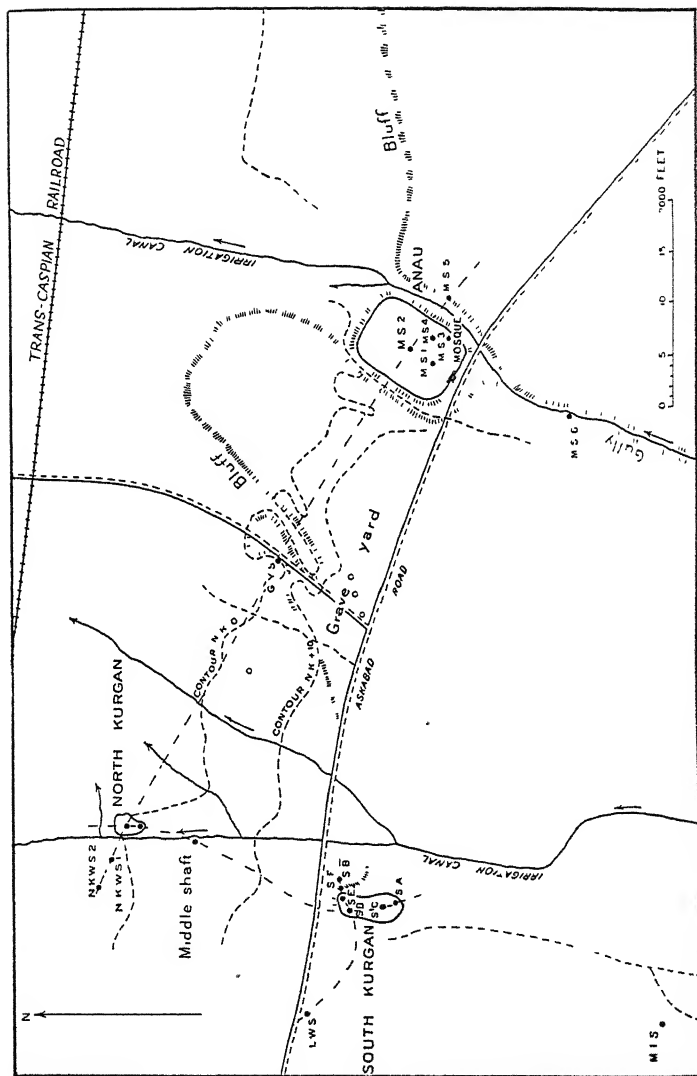 TRANS-CASPIAN RAILROAD
IRRIGATION CANAL
Bluff
Bluff
ANAU
MS2
MS1
MS4
MS3
MS5
MOSQUE
MS6
Gully
0 5 10 15 FEET
Grave yard
CONTOUR NK 0
CONTOUR NK +10
ASKABAD ROAD
NORTH KURGAN
NKWS2
NKWS1
Middle shaft
N
IRRIGATION CANAL
SF
SB
SE
SC
SA
SOUTH KURGAN
LWS
MIS